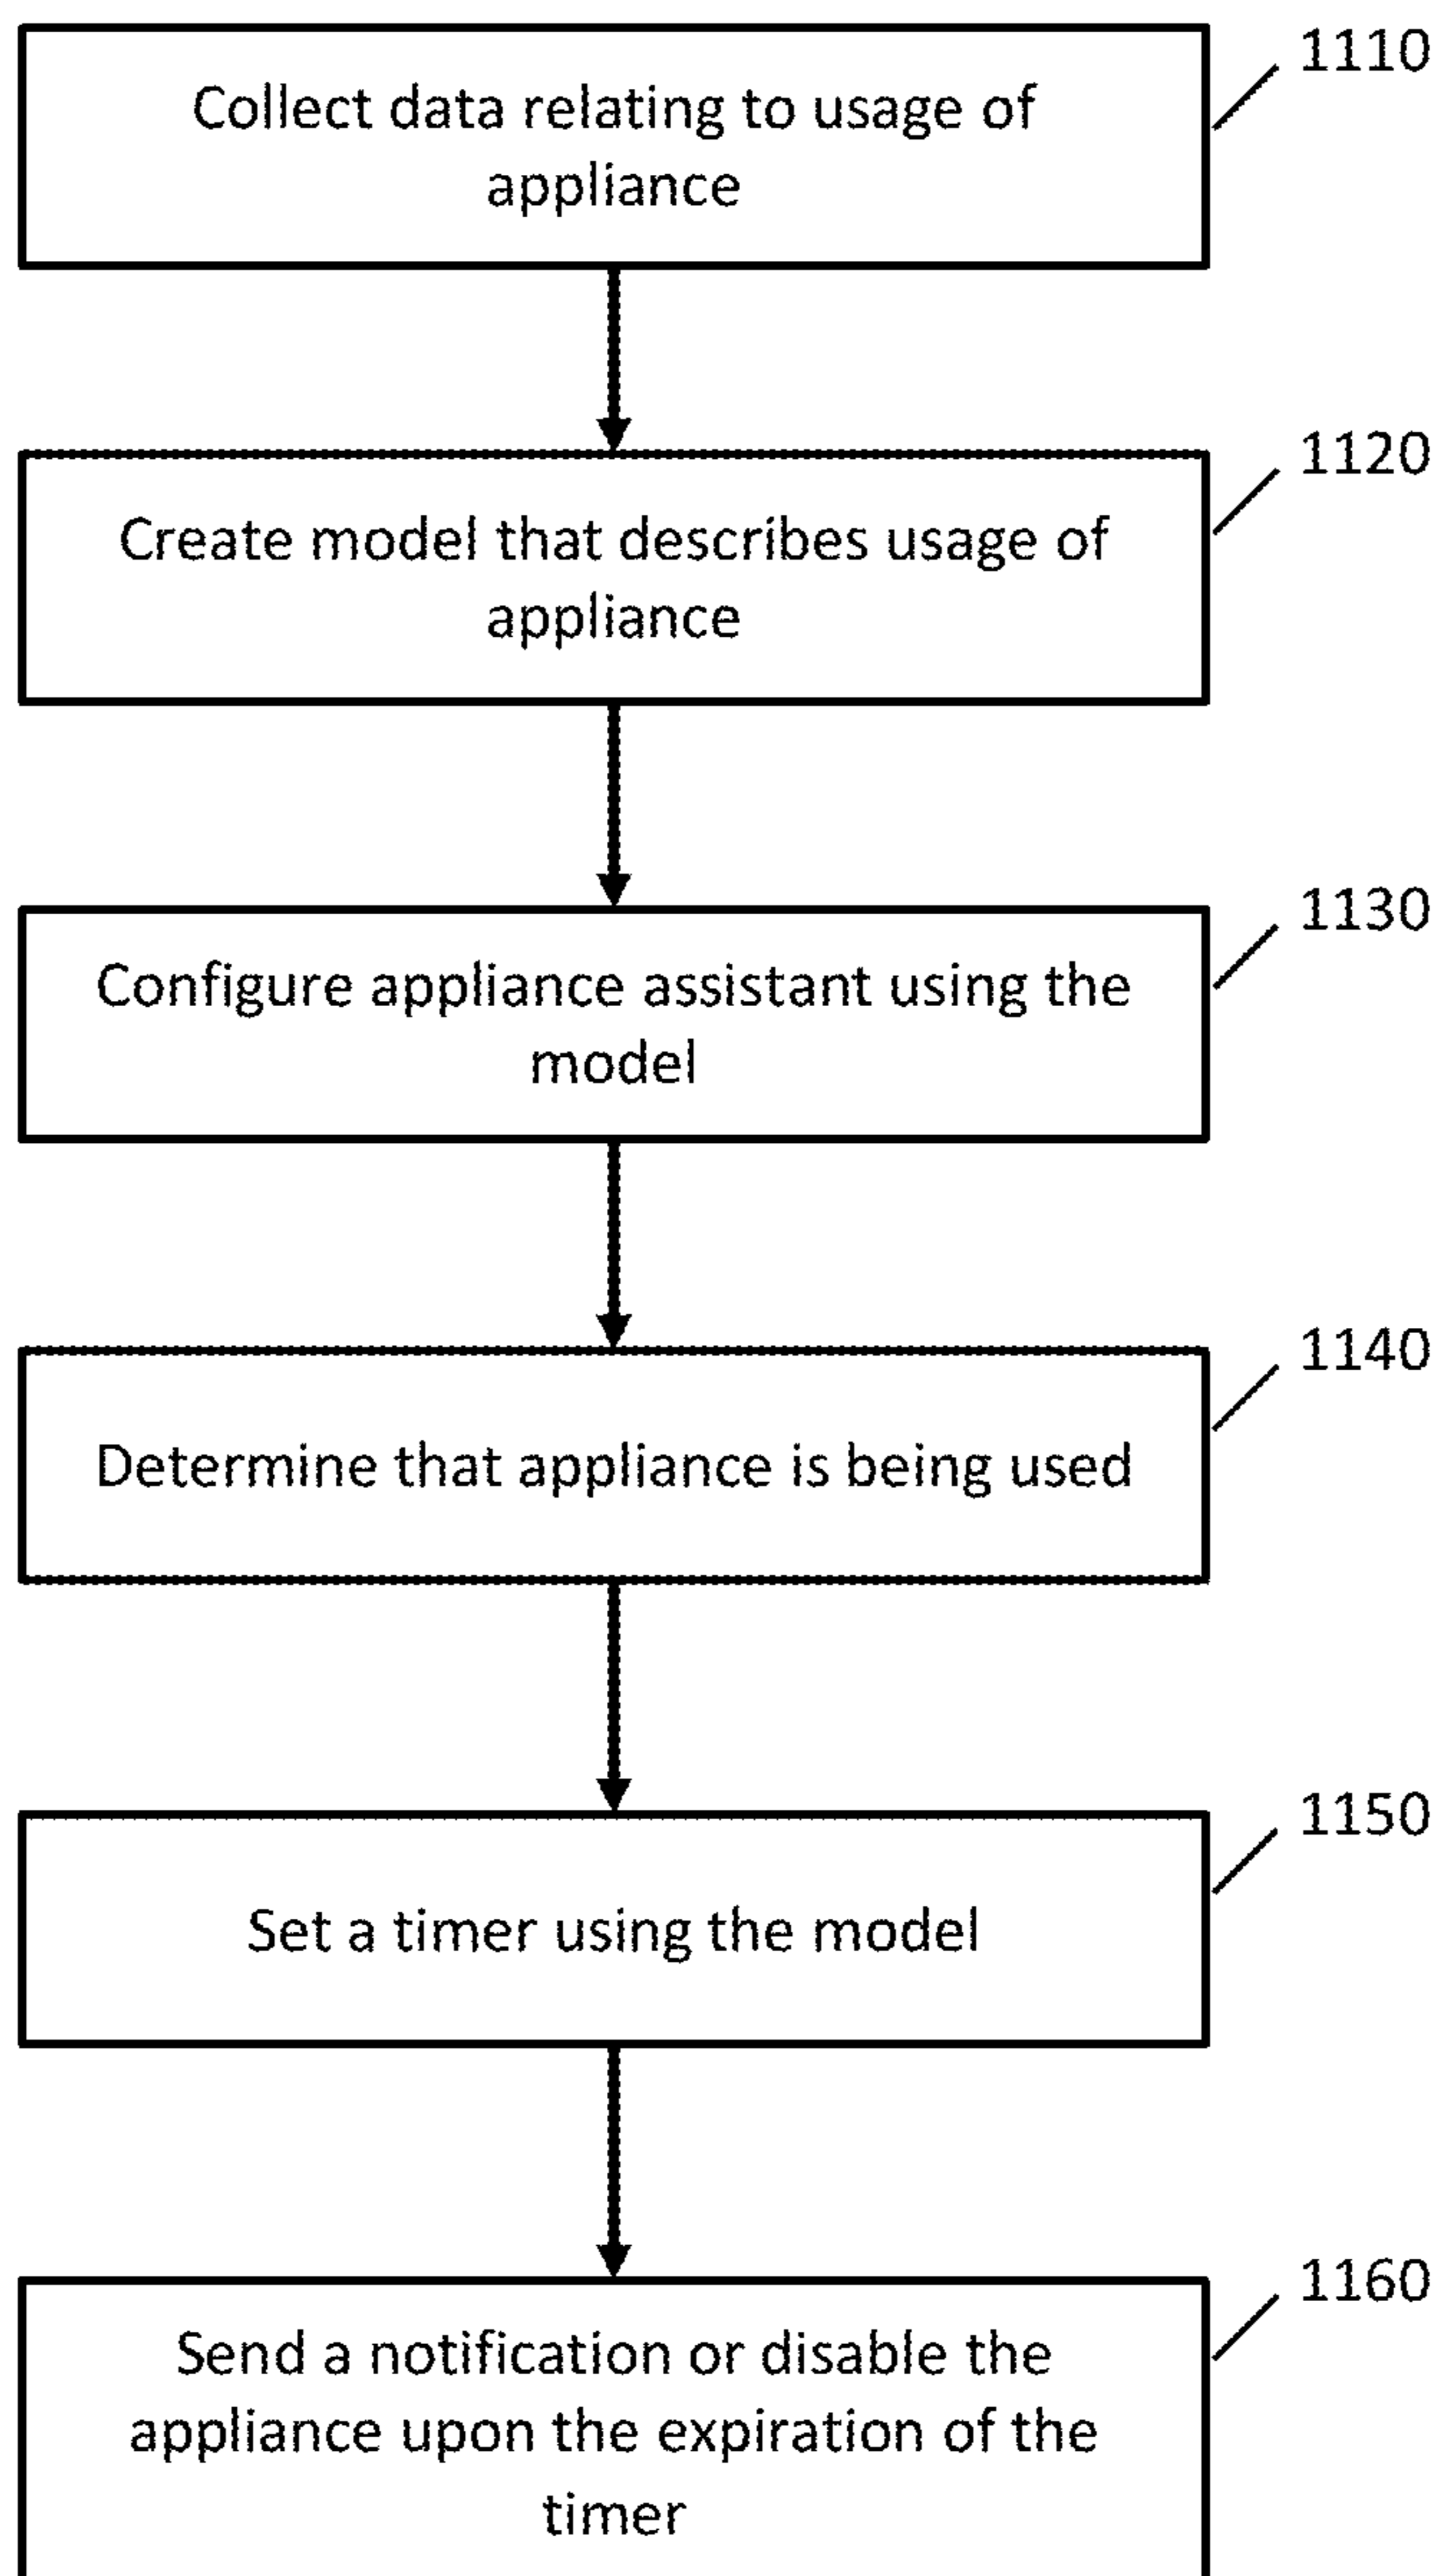 1110
Collect data relating to usage of
appliance
1120
Create model that describes usage of
appliance
1130
Configure appliance assistant using the
model
1140
Determine that appliance is being used
1150
Set a timer using the model
1160
Send a notification or disable the
appliance upon the expiration of the
timer